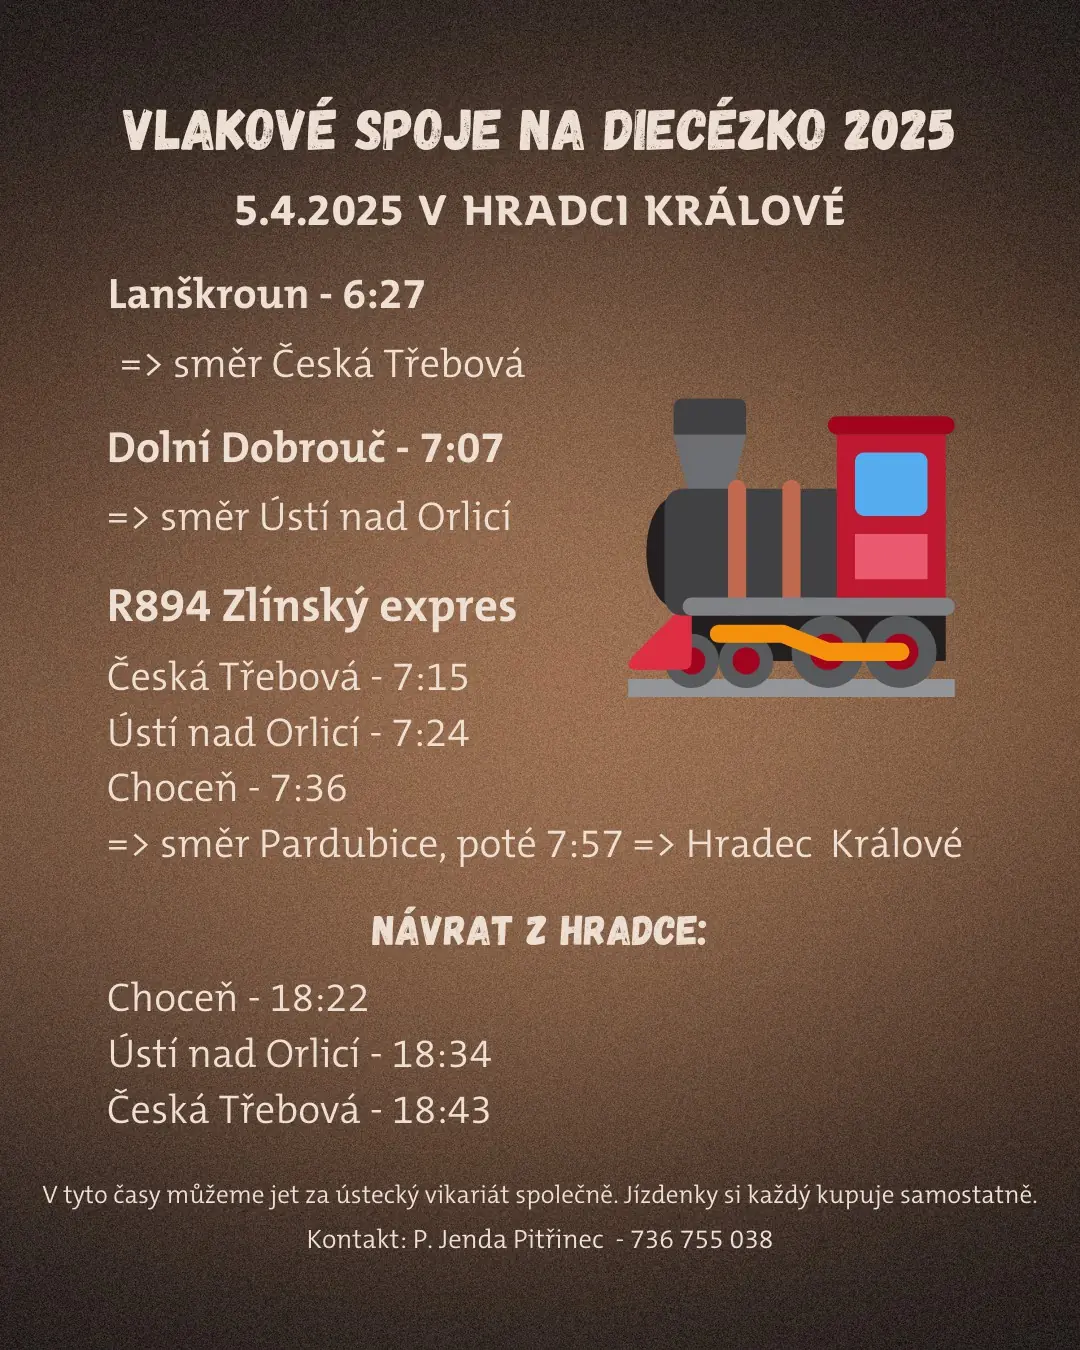 VLAKOVÉ SPOJE NA DIECÉZKO 2025
5.4.2025 V HRADCI KRÁLOVÉ
Lanškroun - 6:27
=> směr Česká Třebová
Dolní Dobrouč - 7:07
=> směr Ústí nad Orlicí
R894 Zlínský expres
Česká Třebová - 7:15
Ústí nad Orlicí - 7:24
Choceň - 7:36
=> směr Pardubice, poté 7:57 => Hradec Králové
NÁVRAT Z HRADCE:
Choceň - 18:22
Ústí nad Orlicí - 18:34
Česká Třebová - 18:43
V tyto časy můžeme jet za ústecký vikariát společně. Jízdenky si každý kupuje samostatně.
Kontakt: P. Jenda Pitřinec - 736 755 038